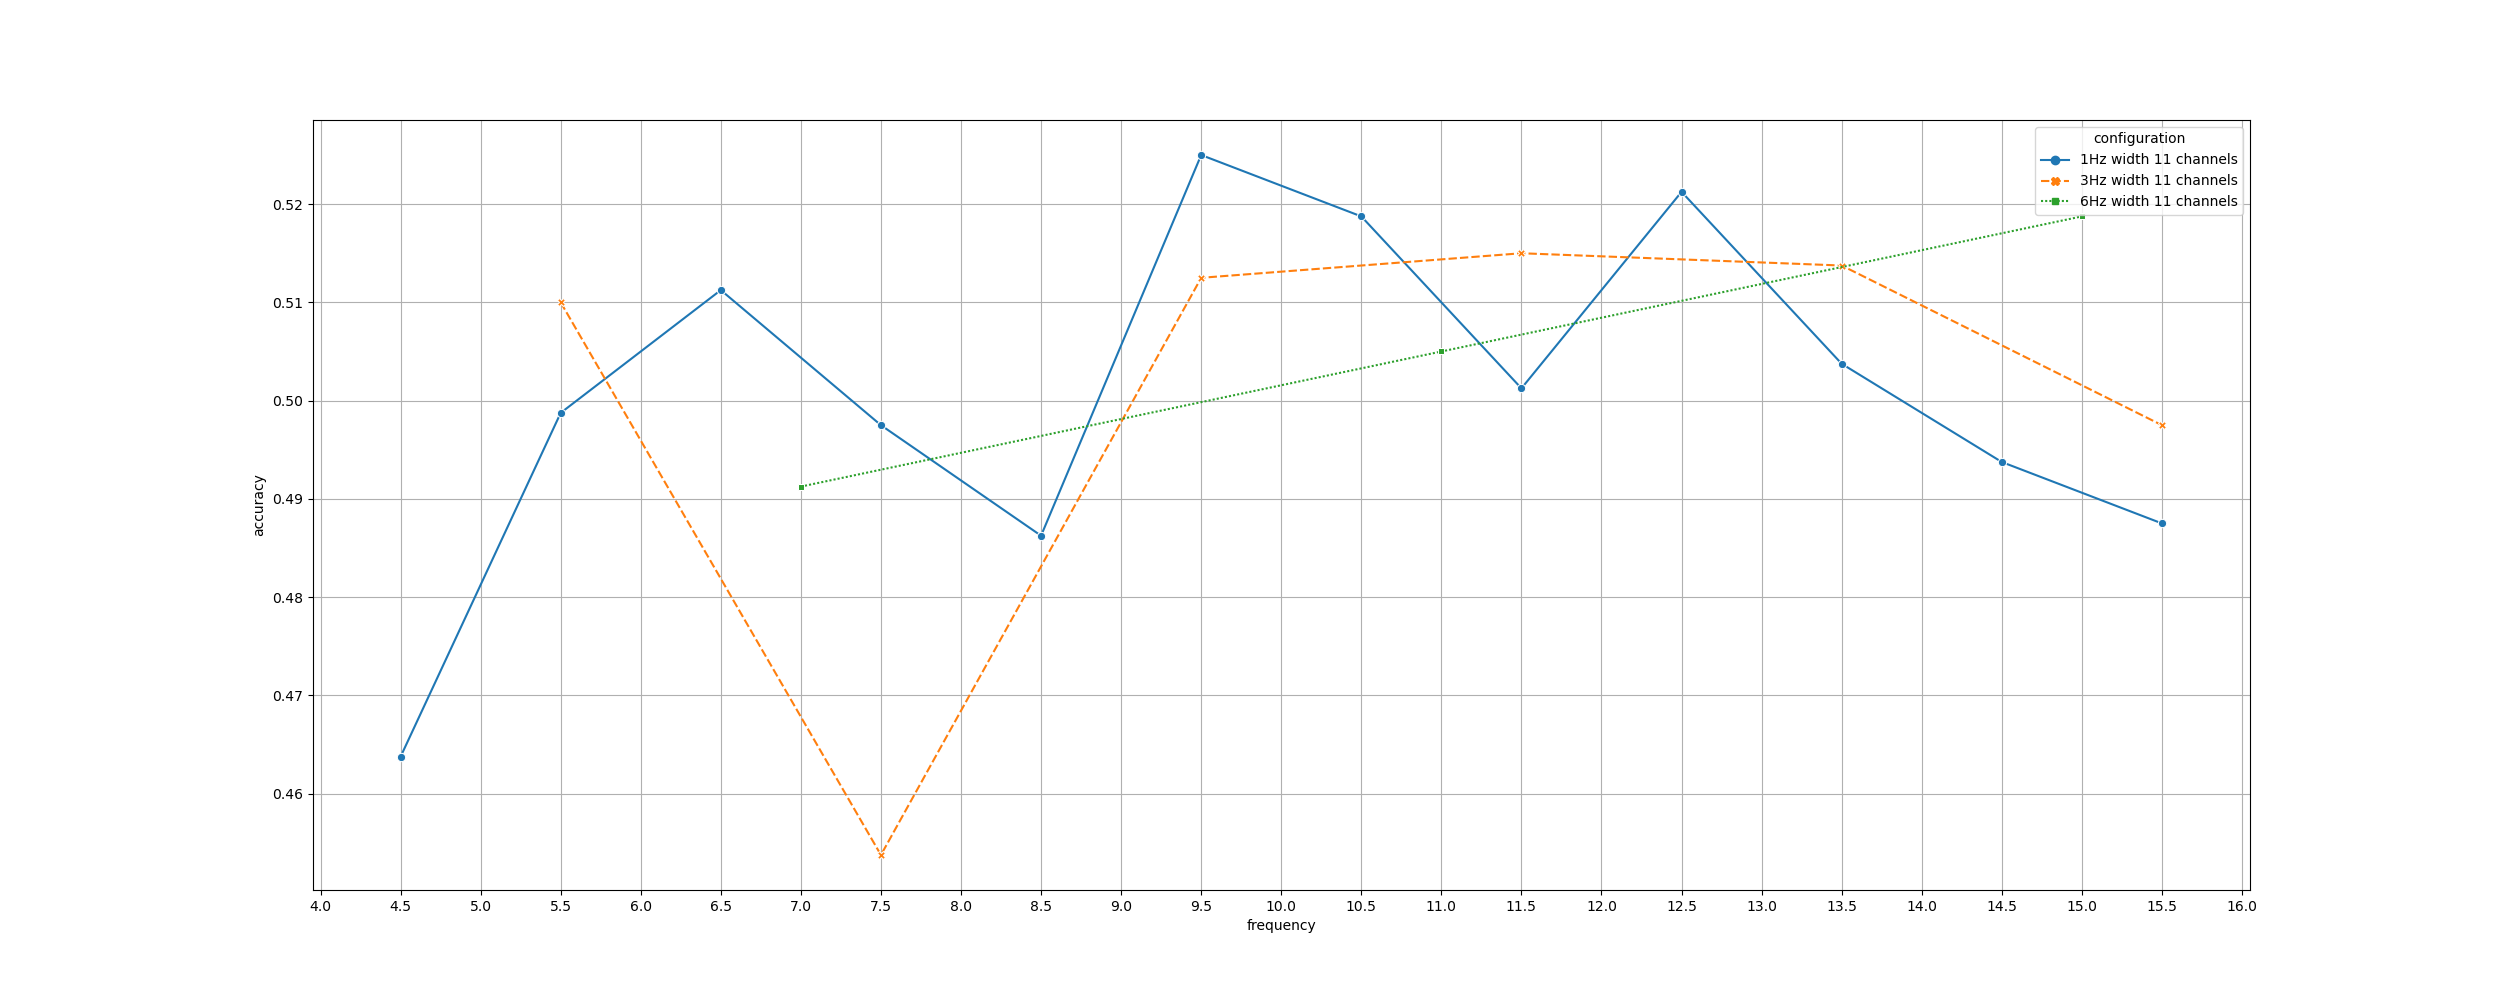 configuration
1Hz width 11 channels
3Hz width 11 channels
6Hz width 11 channels
0.52
0.51
0.50
0.49
0.48
0.47
0.46
accuracy
4.0 4.5 5.0 5.5 6.0 6.5 7.0 7.5 8.0 8.5 9.0 9.5 10.0 10.5 11.0 11.5 12.0 12.5 13.0 13.5 14.0 14.5 15.0 15.5 16.0
frequency